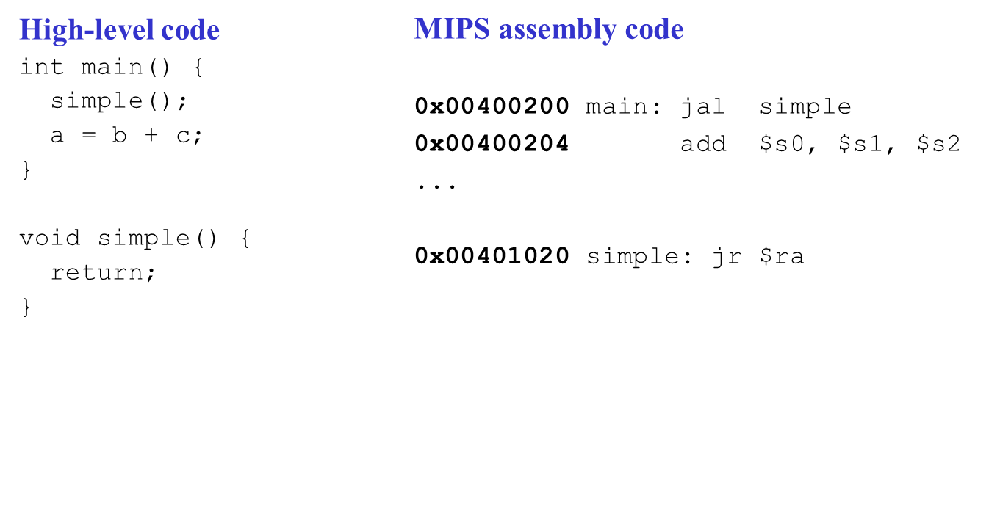 High-level code
int main() {
  simple();
  a = b + c;
}
void simple() {
  return;
}
MIPS assembly code
0x00400200 main: jal  simple
0x00400204       add  $s0, $s1, $s2
...
0x00401020 simple: jr $ra